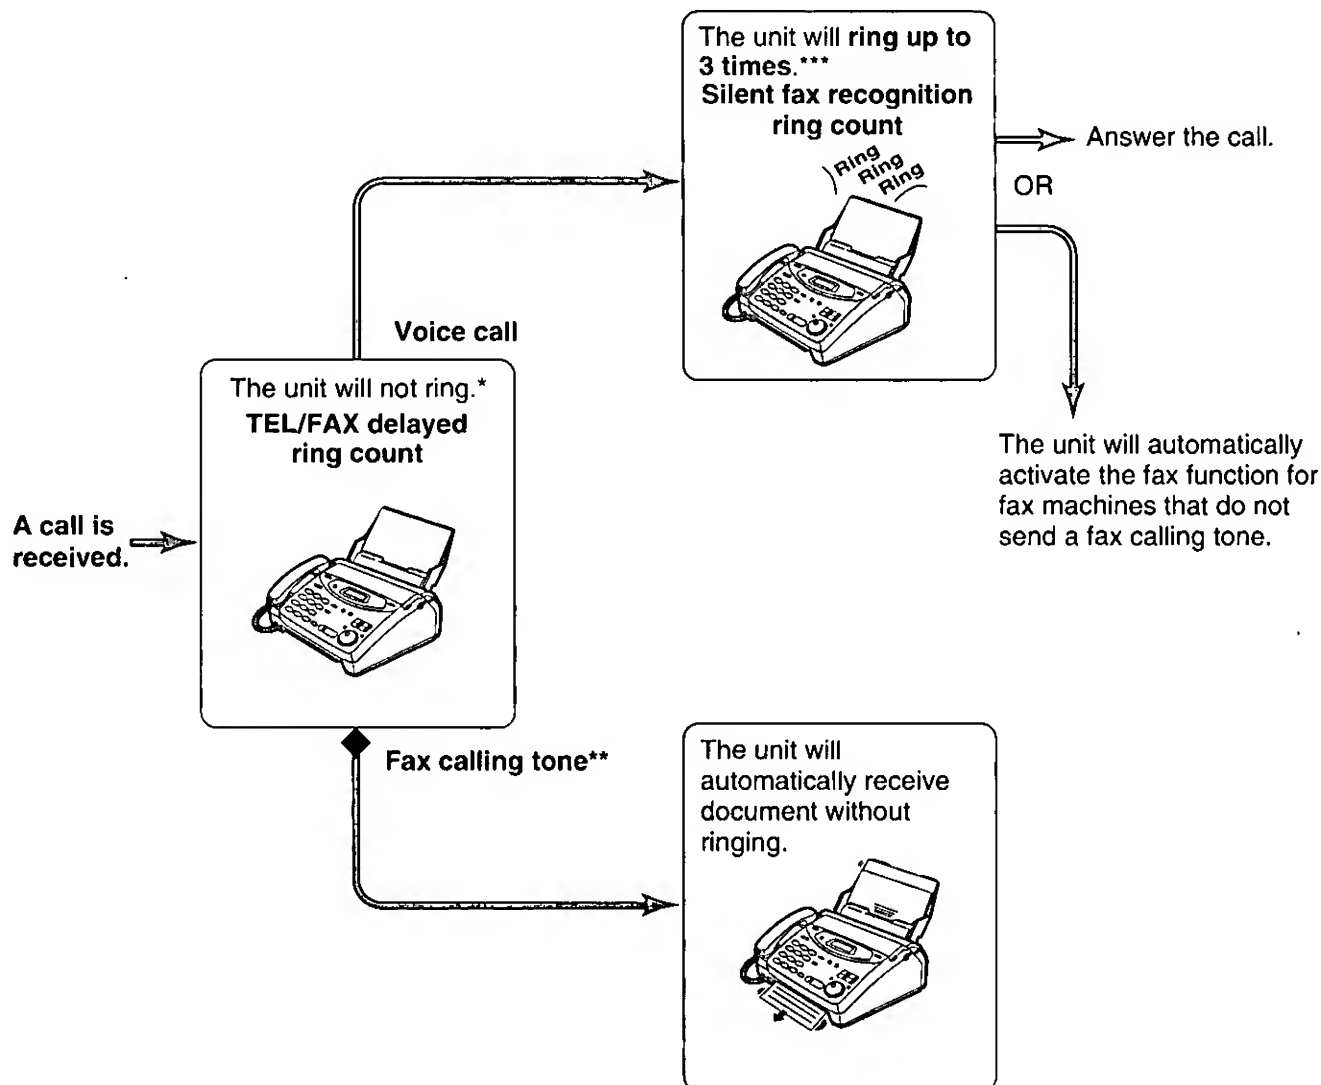 The unit will ring up to
3 times.***
Silent fax recognition
ring count
Ring
Ring
Ring
Answer the call.
OR
Voice call
The unit will not ring.*
TEL/FAX delayed
ring count
A call is
received.
The unit will automatically
activate the fax function for
fax machines that do not
send a fax calling tone.
Fax calling tone**
The unit will
automatically receive
document without
ringing.